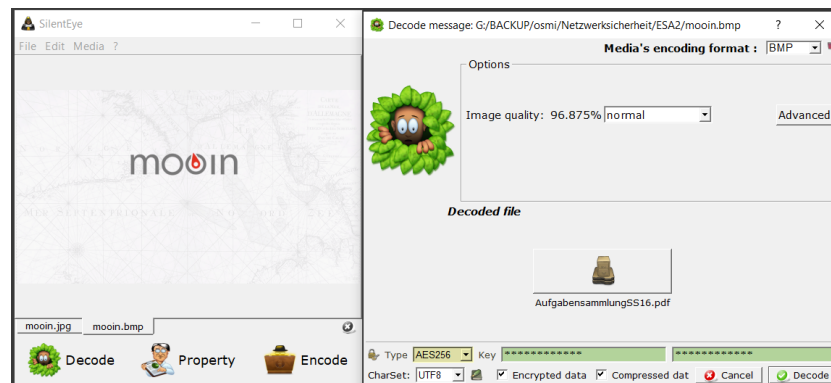 SilentEye
File Edit Media ?
mooin
mooin.jpg mooin.bmp
Decode Property Encode
Decode message: G:/BACKUP/osmi/Netzwerksicherheit/ESA2/mooin.bmp ?
Media's encoding format : BMP
Options
Image quality: 96.875% normal
Advanced
Decoded file
AufgabensammlungSS16.pdf
Type AES256 Key ************ ************
CharSet: UTF8 Encrypted data Compressed dat Cancel Decode